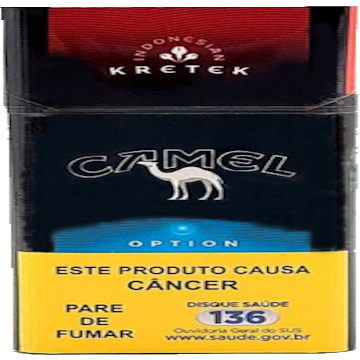 INDONESIAN
KRETEK
CAMEL
OPTION
ESTE PRODUTO CAUSA
CÂNCER
PARE
DE
FUMAR
DISQUE SAÚDE
136
Ouvidoria Geral do SUS
www.saude.gov.br